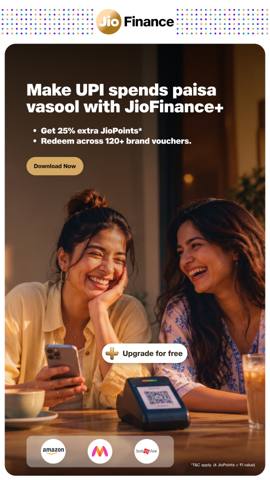 Jio Finance
Make UPI spends paisa
vasool with JioFinance+
• Get 25% extra JioPoints*
• Redeem across 120+ brand vouchers.
Download Now
Upgrade for free
amazon
*T&C apply. (4 JioPoints = ₹1 value)